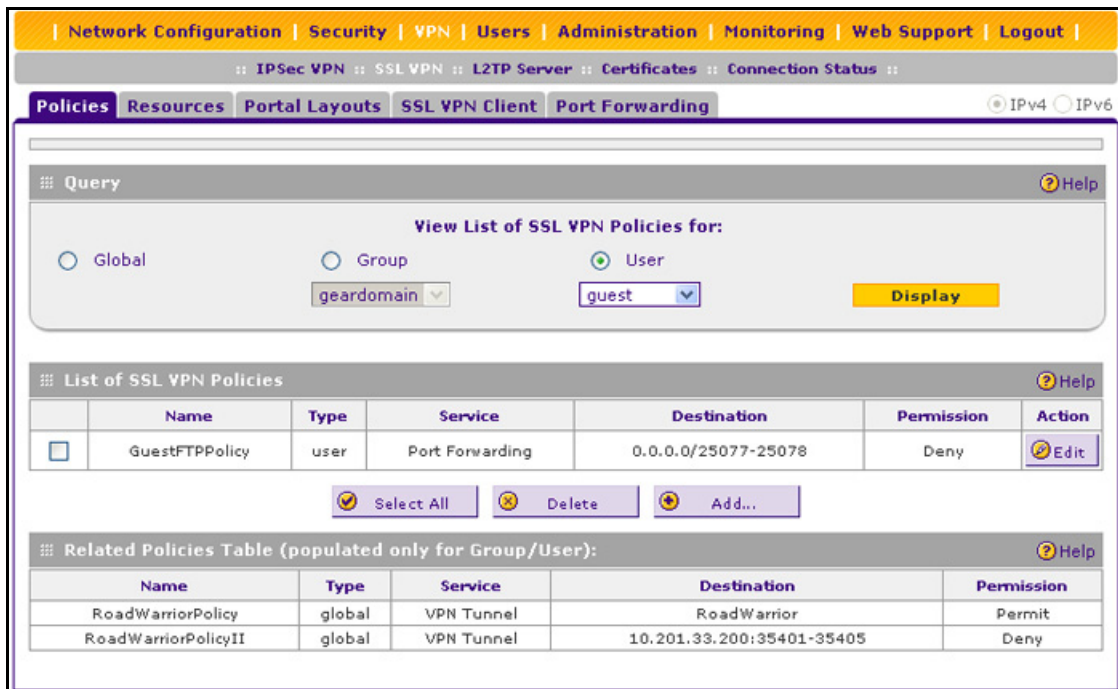 | Network Configuration | Security | VPN | Users | Administration | Monitoring | Web Support | Logout |
:: IPSec VPN :: SSL VPN :: L2TP Server :: Certificates :: Connection Status ::
Policies Resources Portal Layouts SSL VPN Client Port Forwarding IPv4 IPv6
Query ?Help
View List of SSL VPN Policies for:
Global Group User
geardomain guest Display
List of SSL VPN Policies ?Help
Name Type Service Destination Permission Action
GuestFTPPolicy user Port Forwarding 0.0.0.0/25077-25078 Deny Edit
Select All Delete Add...
Related Policies Table (populated only for Group/User): ?Help
Name Type Service Destination Permission
RoadWarriorPolicy global VPN Tunnel RoadWarrior Permit
RoadWarriorPolicyII global VPN Tunnel 10.201.33.200:35401-35405 Deny